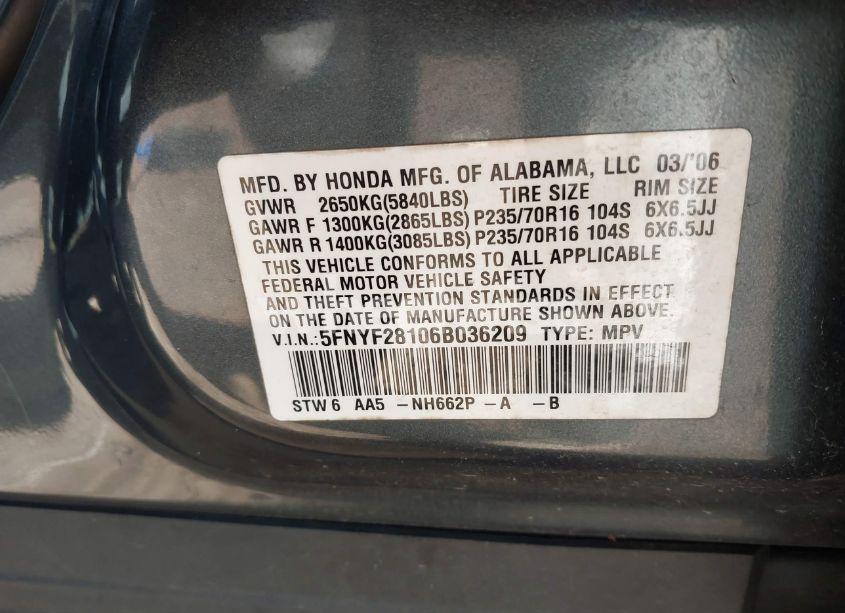 MFD. BY HONDA MFG. OF ALABAMA, LLC 03/'06
GVWR 2650KG(5840LBS) TIRE SIZE RIM SIZE
GAWR F 1300KG(2865LBS) P235/70R16 104S 6X6.5JJ
GAWR R 1400KG(3085LBS) P235/70R16 104S 6X6.5JJ
THIS VEHICLE CONFORMS TO ALL APPLICABLE
FEDERAL MOTOR VEHICLE SAFETY
AND THEFT PREVENTION STANDARDS IN EFFECT
ON THE DATE OF MANUFACTURE SHOWN ABOVE.
V.I.N.:5FNYF28106B036209 TYPE: MPV
STW 6 AA5 -NH662P -A -B